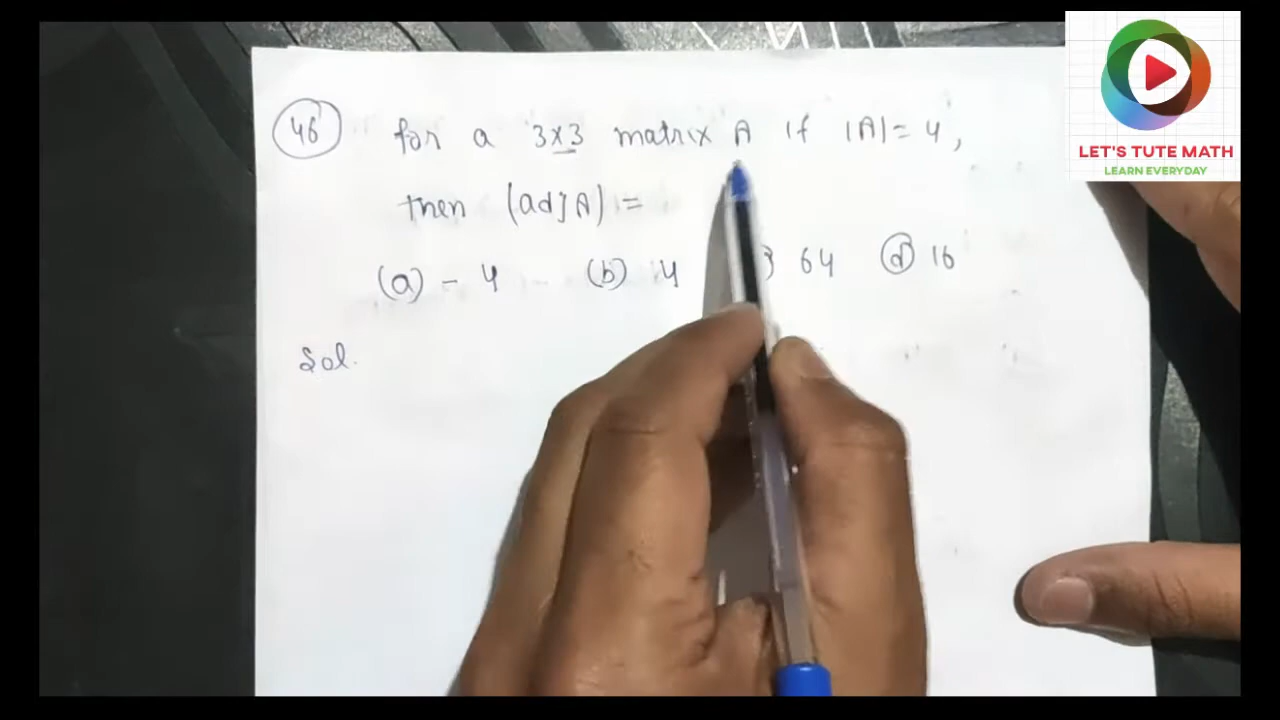 46 for a 3x3 matrix A if |A| = 4,
then (adj A) =
(a) - 4 (b) 4 64 (d) 16
Sol.
LET'S TUTE MATH
LEARN EVERYDAY